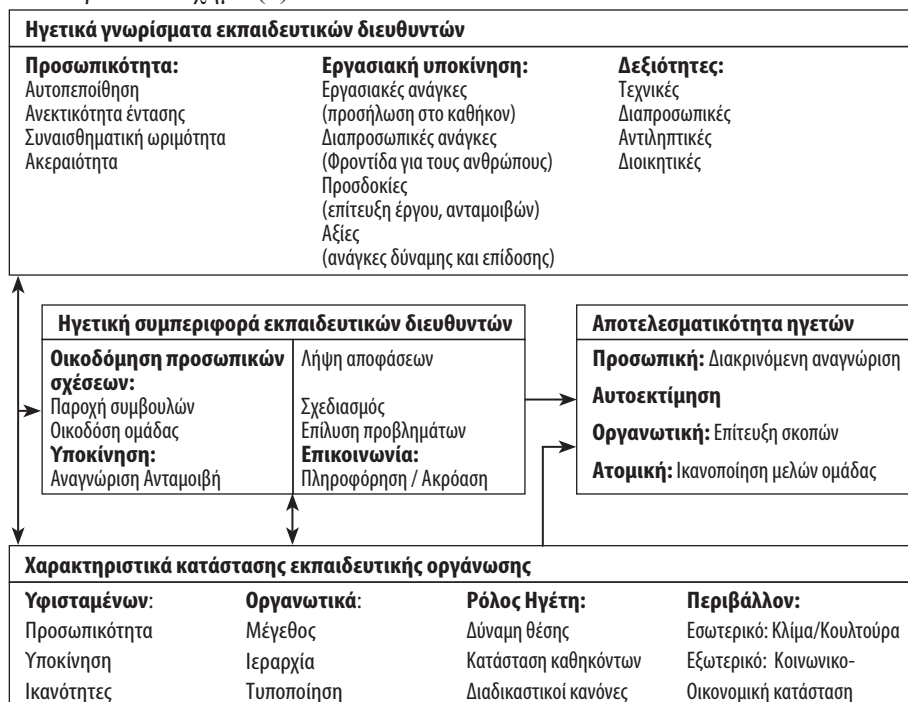 Ηγετικά γνωρίσματα εκπαιδευτικών διευθυντών
Προσωπικότητα:
Αυτοπεποίθηση
Ανεκτικότητα έντασης
Συναισθηματική ωριμότητα
Ακεραιότητα
Εργασιακή υποκίνηση:
Εργασιακές ανάγκες
(προσήλωση στο καθήκον)
Διαπροσωπικές ανάγκες
(Φροντίδα για τους ανθρώπους)
Προσδοκίες
(επίτευξη έργου, ανταμοιβών)
Αξίες
(ανάγκες δύναμης και επίδοσης)
Δεξιότητες:
Τεχνικές
Διαπροσωπικές
Αντιληπτικές
Διοικητικές
Ηγετική συμπεριφορά εκπαιδευτικών διευθυντών
Οικοδόμηση προσωπικών
σχέσεων:
Παροχή συμβουλών
Οικοδόση ομάδας
Υποκίνηση:
Αναγνώριση Ανταμοιβή
Λήψη αποφάσεων
Σχεδιασμός
Επίλυση προβλημάτων
Επικοινωνία:
Πληροφόρηση / Ακρόαση
Αποτελεσματικότητα ηγετών
Προσωπική: Διακρινόμενη αναγνώριση
Αυτοεκτίμηση
Οργανωτική: Επίτευξη σκοπών
Ατομική: Ικανοποίηση μελών ομάδας
Χαρακτηριστικά κατάστασης εκπαιδευτικής οργάνωσης
Υφισταμένων:
Προσωπικότητα
Υποκίνηση
Ικανότητες
Οργανωτικά:
Μέγεθος
Ιεραρχία
Τυποποίηση
Ρόλος Ηγέτη:
Δύναμη θέσης
Κατάσταση καθηκόντων
Διαδικαστικοί κανόνες
Περιβάλλον:
Εσωτερικό: Κλίμα/Κουλτούρα
Εξωτερικό: Κοινωνικο-
Οικονομική κατάσταση